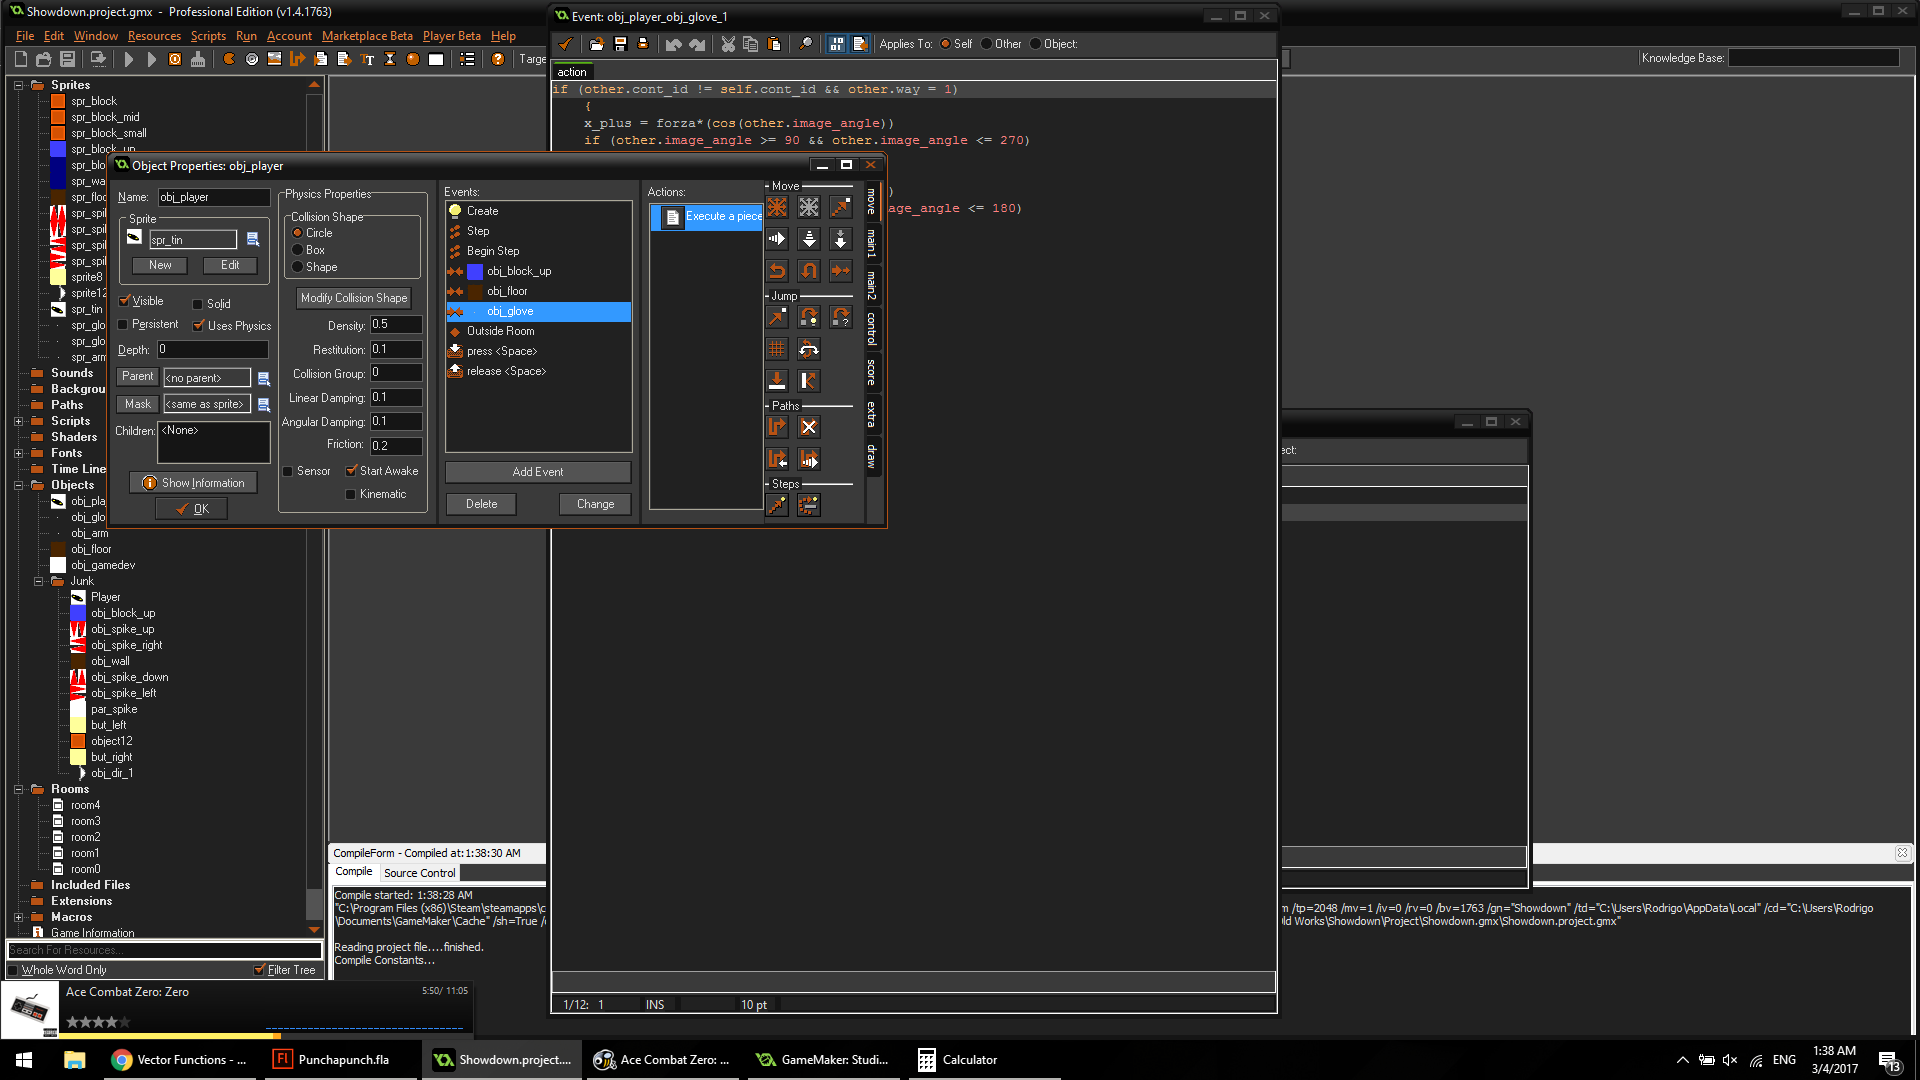 Showdown.project.gmx - Professional Edition (v1.4.1763)
File Edit Window Resources Scripts Run Account Marketplace Beta Player Beta Help
Targe
Knowledge Base:
Sprites
spr_block
spr_block_mid
spr_block_small
spr_block_up
spr_blo
spr_wa
spr_floo
spr_spil
spr_spil
spr_spil
spr_spil
sprite8
sprite12
spr_tin
spr_glo
spr_glo
spr_arm
Sounds
Backgrou
Paths
Scripts
Shaders
Fonts
Time Line
Objects
obj_pla
obj_glo
obj_arm
obj_floor
obj_gamedev
Junk
Player
obj_block_up
obj_spike_up
obj_spike_right
obj_wall
obj_spike_down
obj_spike_left
par_spike
but_left
object12
but_right
obj_dir_1
Rooms
room4
room3
room2
room1
room0
Included Files
Extensions
Macros
Game Information
Search For Resources...
Whole Word Only
Filter Tree
Event: obj_player_obj_glove_1
Applies To: Self Other Object:
action
if (other.cont_id != self.cont_id && other.way = 1)
{
x_plus = forza*(cos(other.image_angle))
if (other.image_angle >= 90 && other.image_angle <= 270)
)
age_angle <= 180)
1/12: 1
INS
10 pt
Object Properties: obj_player
Name: obj_player
Sprite
spr_tin
New
Edit
Visible
Solid
Persistent
Uses Physics
Depth: 0
Parent <no parent>
Mask <same as sprite>
Children: <None>
Show Information
OK
Physics Properties
Collision Shape
Circle
Box
Shape
Modify Collision Shape
Density: 0.5
Restitution: 0.1
Collision Group: 0
Linear Damping: 0.1
Angular Damping: 0.1
Friction: 0.2
Sensor
Start Awake
Kinematic
Events:
Create
Step
Begin Step
obj_block_up
obj_floor
obj_glove
Outside Room
press <Space>
release <Space>
Add Event
Delete
Change
Actions:
Execute a piece
Move
Jump
Paths
Steps
move
main1
main2
control
score
extra
draw
ect:
CompileForm - Compiled at:1:38:30 AM
Compile
Source Control
Compile started: 1:38:28 AM
"C:\Program Files (x86)\Steam\steamapps\c
m /tp=2048 /mv=1 /iv=0 /rv=0 /bv=1763 /gn="Showdown" /td="C:\Users\Rodrigo\AppData\Local" /cd="C:\Users\Rodrigo
\Documents\GameMaker\Cache" /sh=True /
ld Works\Showdown\Project\Showdown.gmx\Showdown.project.gmx"
Reading project file....finished.
Compile Constants...
Ace Combat Zero: Zero
5:50/ 11:05
Vector Functions - ...
Fl Punchapunch.fla
Showdown.project....
Ace Combat Zero: ...
GameMaker: Studi...
Calculator
ENG
1:38 AM
3/4/2017
13